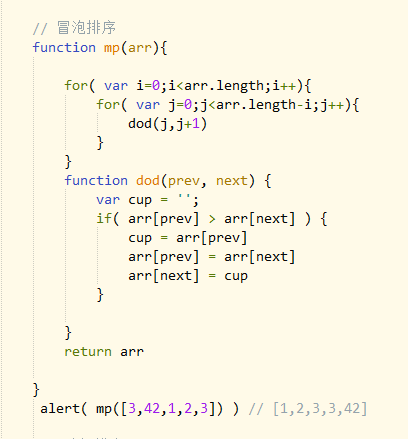 // 冒泡排序
function mp(arr){
for( var i=0;i<arr.length;i++){
for( var j=0;j<arr.length-i;j++){
dod(j,j+1)
}
}
function dod(prev, next) {
var cup = '';
if( arr[prev] > arr[next] ) {
cup = arr[prev]
arr[prev] = arr[next]
arr[next] = cup
}
}
return arr
}
alert( mp([3,42,1,2,3]) ) // [1,2,3,3,42]